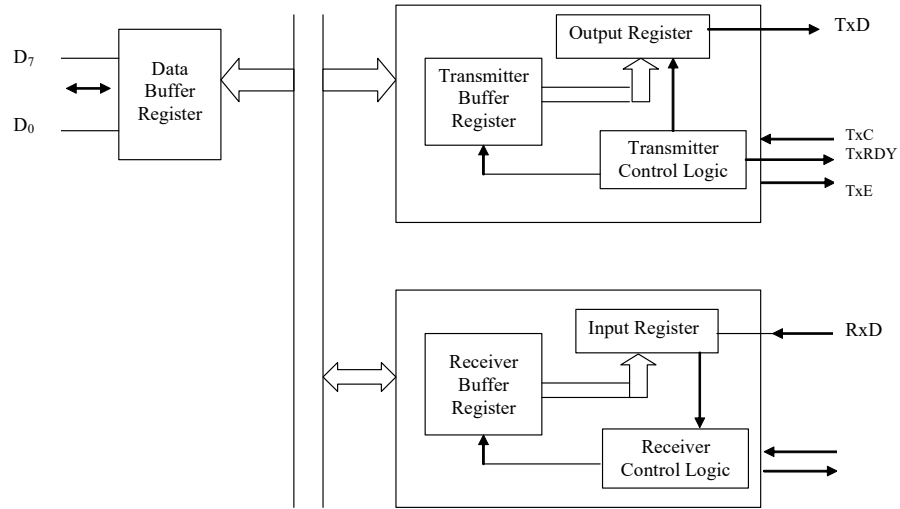 D7
D0
Data
Buffer
Register
Output Register
Transmitter
Buffer
Register
Transmitter
Control Logic
TxD
TxC
TxRDY
TxE
Input Register
Receiver
Buffer
Register
Receiver
Control Logic
RxD